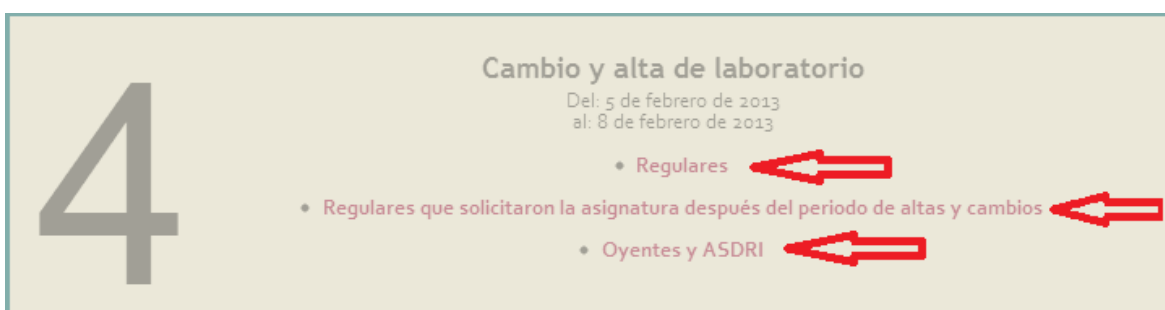 4
Cambio y alta de laboratorio
Del: 5 de febrero de 2013
al: 8 de febrero de 2013
• Regulares
• Regulares que solicitaron la asignatura después del periodo de altas y cambios
• Oyentes y ASDRI